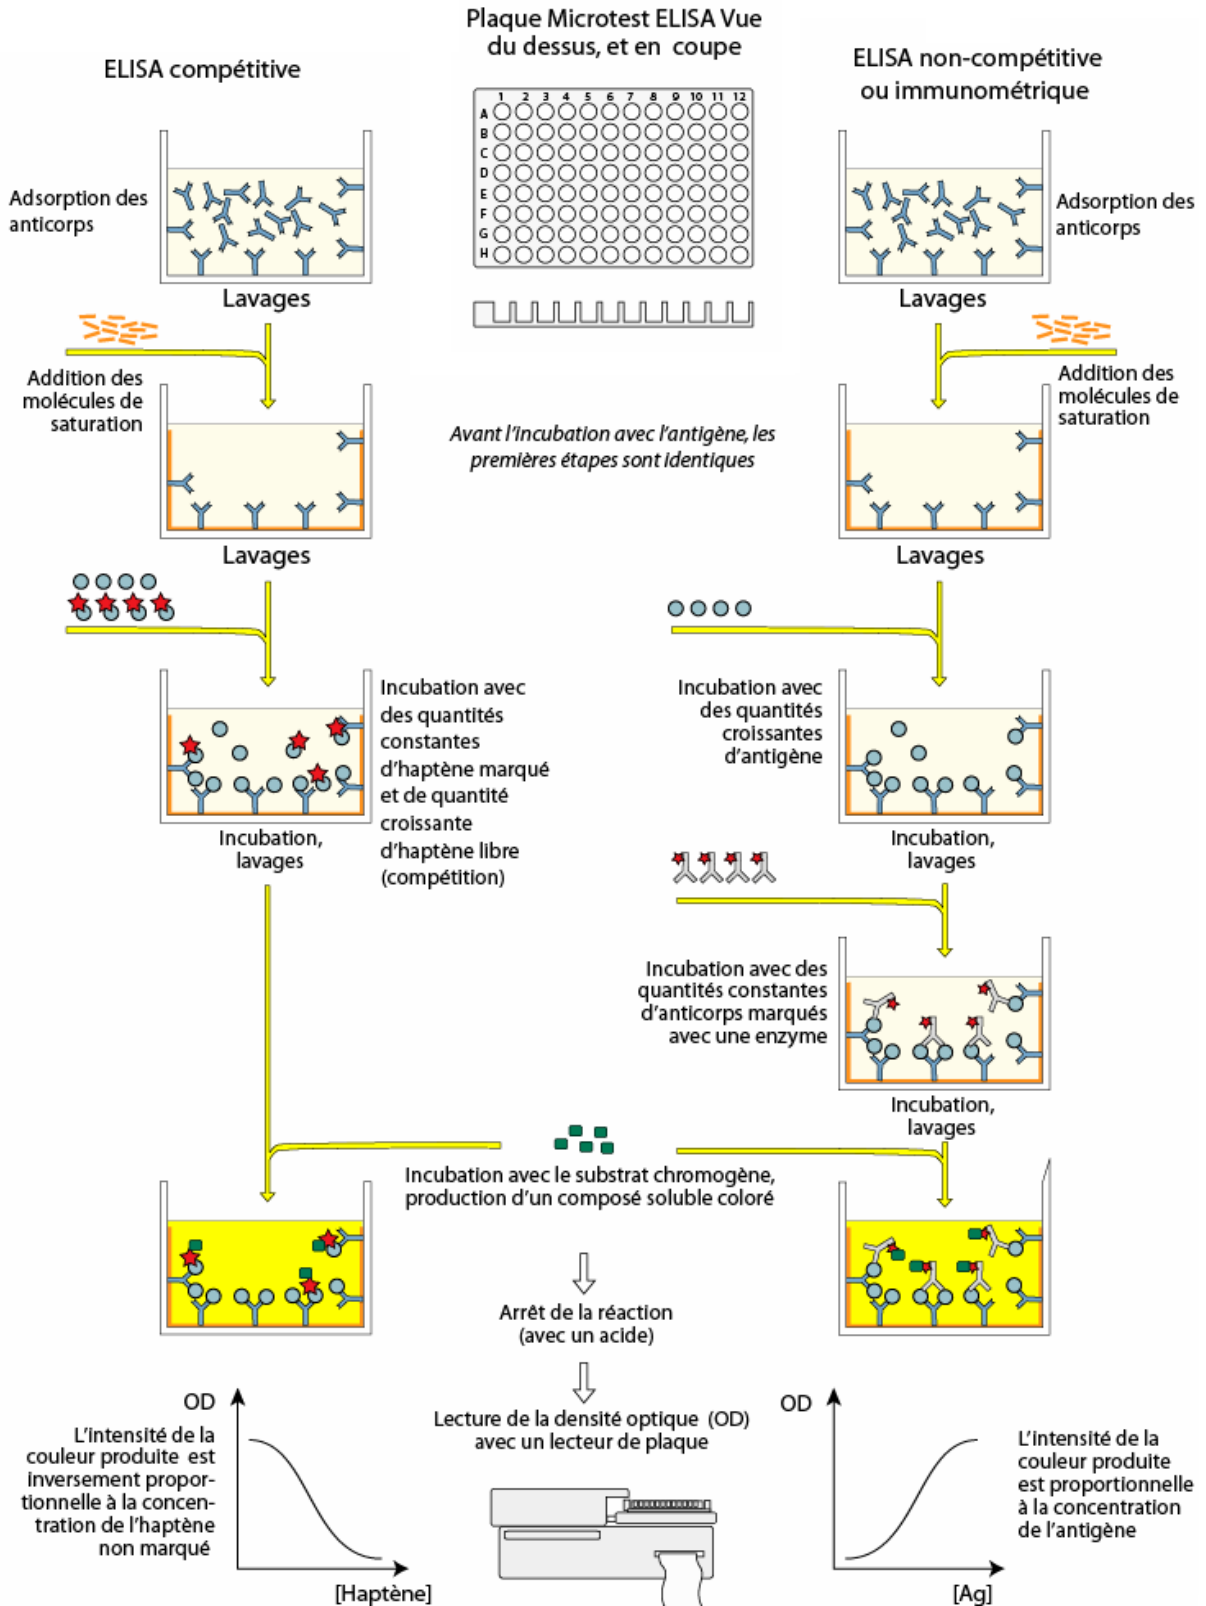 Plaque Microtest ELISA Vue
du dessus, et en coupe
ELISA compétitive
ELISA non-compétitive
ou immunométrique
1 2 3 4 5 6 7 8 9 10 11 12
A
B
C
D
E
F
G
H
Adsorption des
anticorps
Adsorption des
anticorps
Lavages
Lavages
Addition des
molécules de
saturation
Addition des
molécules de
saturation
Avant l'incubation avec l'antigène, les
premières étapes sont identiques
Lavages
Lavages
Incubation avec
des quantités
constantes
d'haptène marqué
et de quantité
croissante
d'haptène libre
(compétition)
Incubation avec
des quantités
croissantes
d'antigène
Incubation,
lavages
Incubation,
lavages
Incubation avec des
quantités constantes
d'anticorps marqués
avec une enzyme
Incubation,
lavages
Incubation avec le substrat chromogène,
production d'un composé soluble coloré
Arrêt de la réaction
(avec un acide)
Lecture de la densité optique (OD)
avec un lecteur de plaque
OD
L'intensité de la
couleur produite est
inversement propor-
tionnelle à la concen-
tration de l'haptène
non marqué
[Haptène]
OD
L'intensité de la
couleur produite
est proportionnelle
à la concentration
de l'antigène
[Ag]